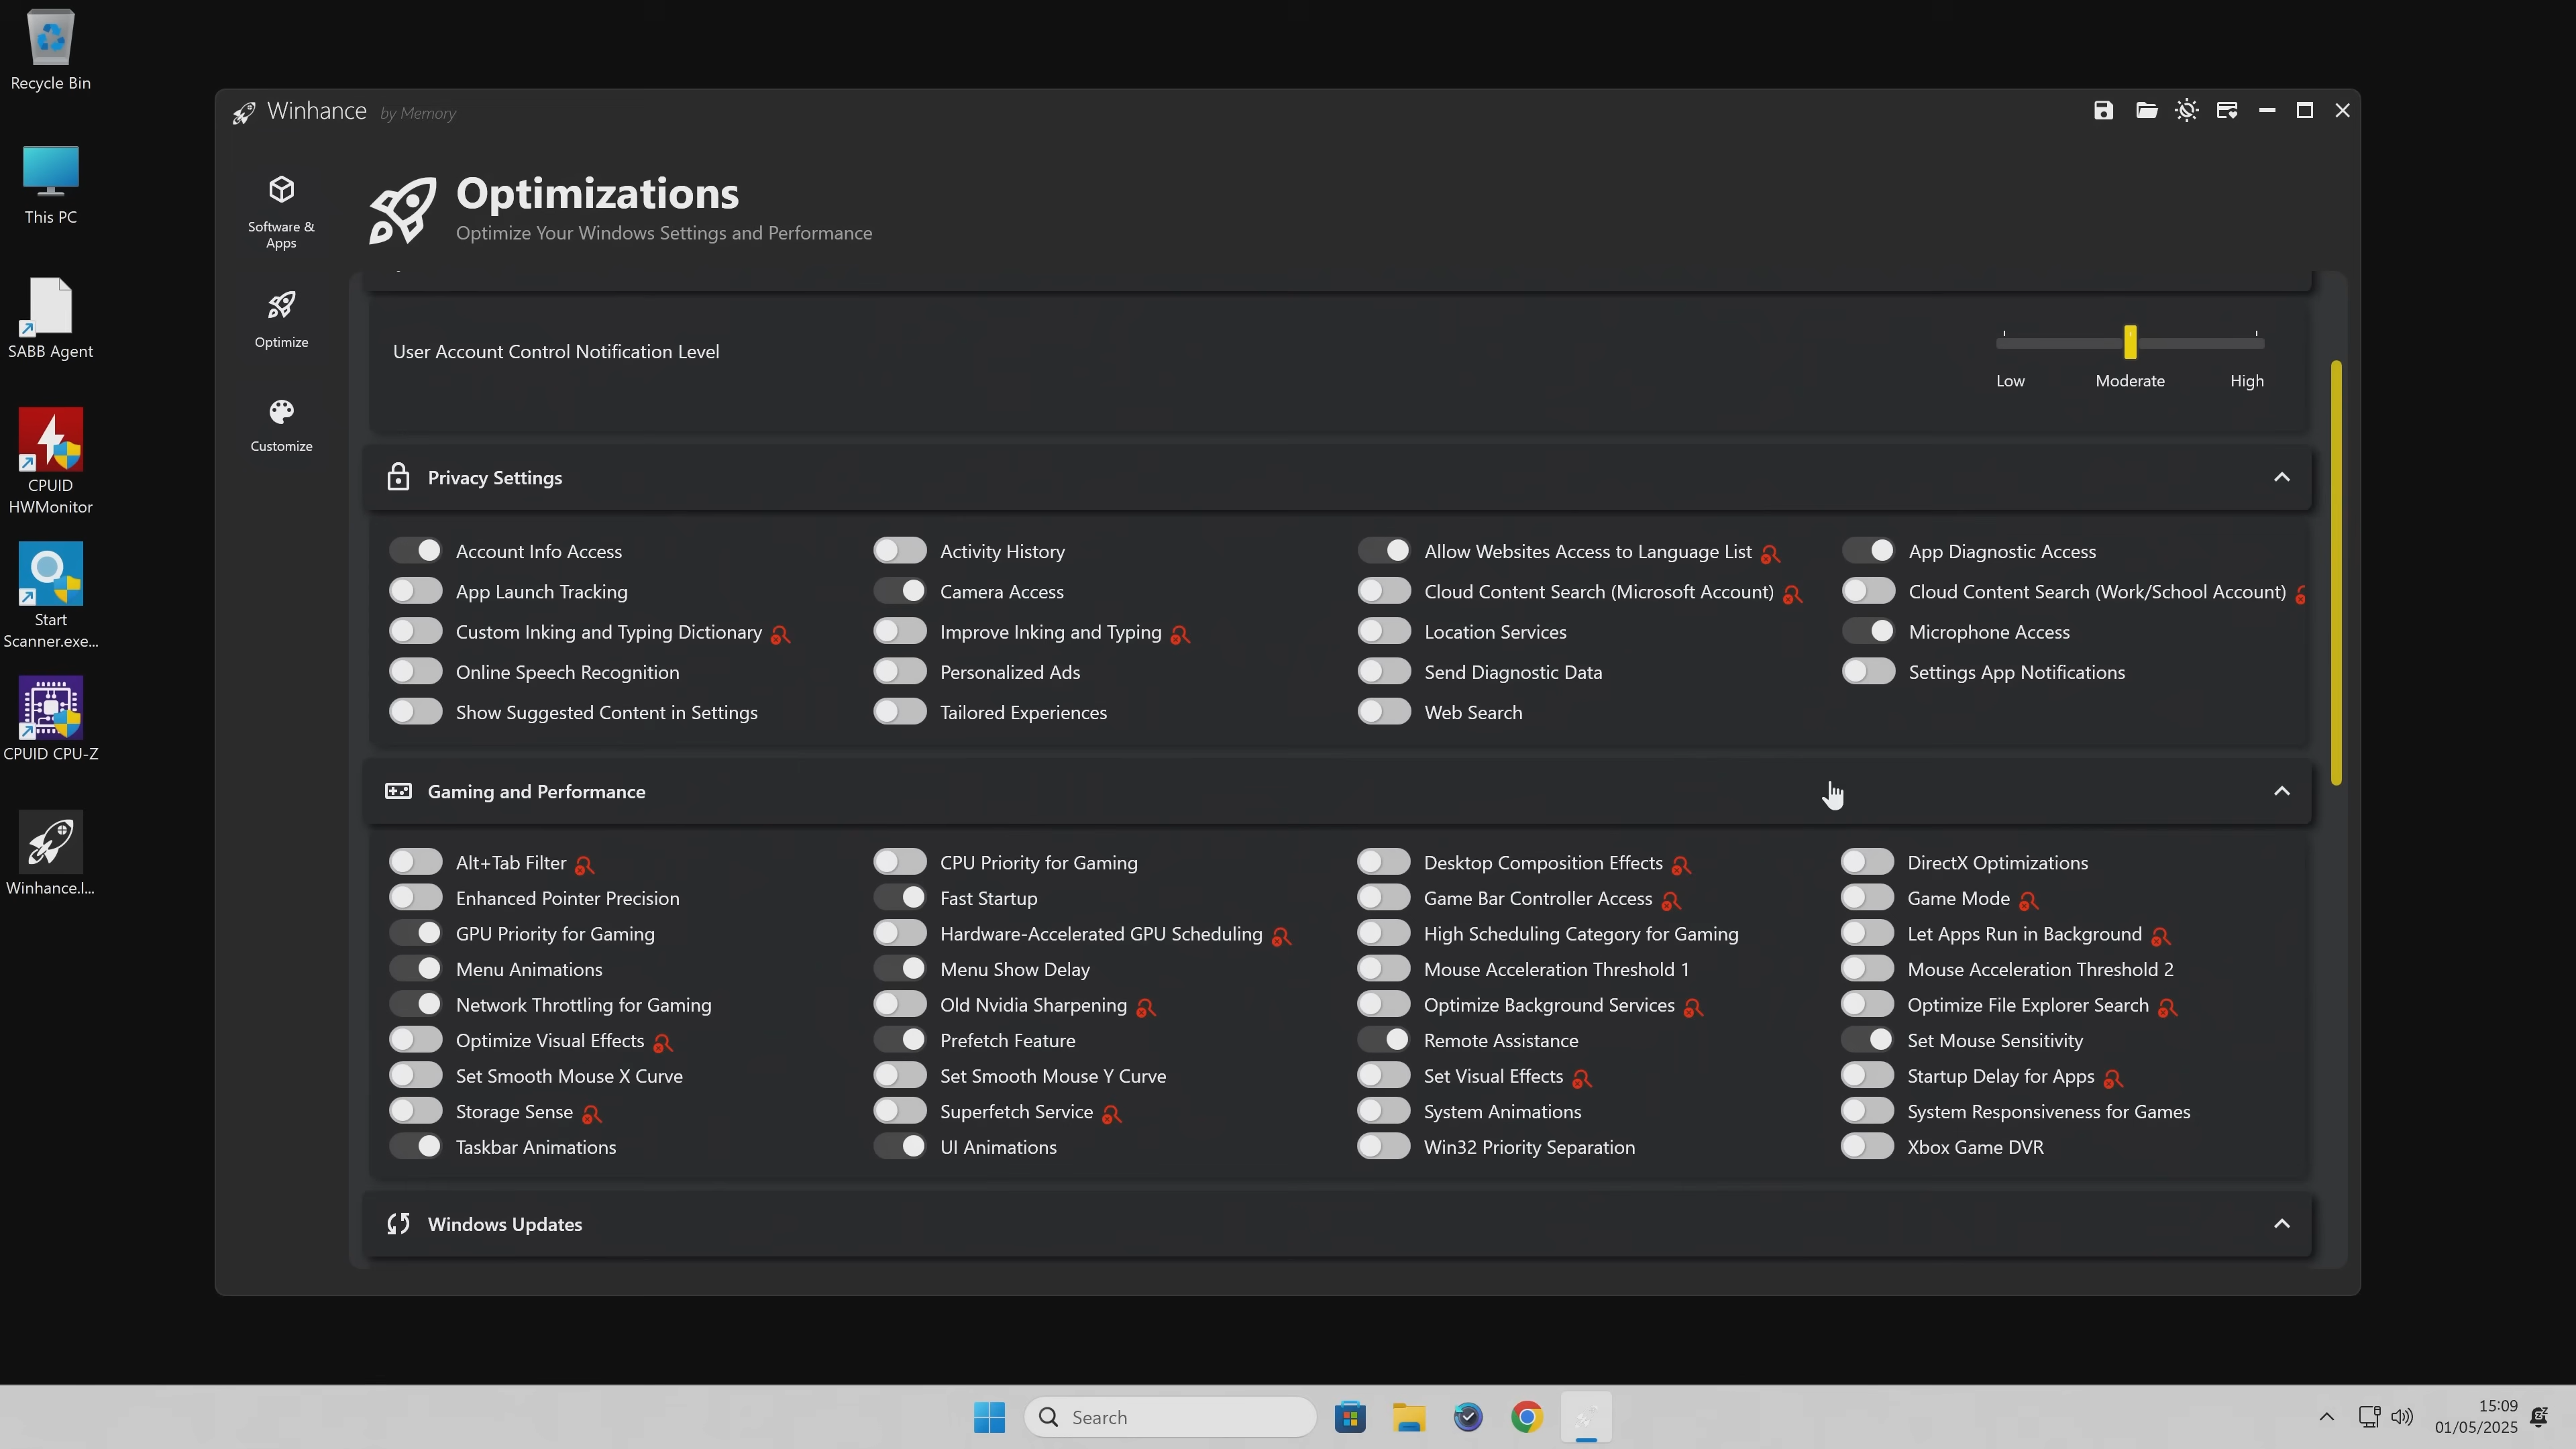 Recycle Bin
This PC
SABB Agent
CPUID
HWMonitor
Start
Scanner.exe...
CPUID CPU-Z
Winhance.l...
Winhance by Memory
Software &
Apps
Optimize
Customize
Optimizations
Optimize Your Windows Settings and Performance
User Account Control Notification Level
Low Moderate High
Privacy Settings
Account Info Access Activity History Allow Websites Access to Language List App Diagnostic Access
App Launch Tracking Camera Access Cloud Content Search (Microsoft Account) Cloud Content Search (Work/School Account)
Custom Inking and Typing Dictionary Improve Inking and Typing Location Services Microphone Access
Online Speech Recognition Personalized Ads Send Diagnostic Data Settings App Notifications
Show Suggested Content in Settings Tailored Experiences Web Search
Gaming and Performance
Alt+Tab Filter CPU Priority for Gaming Desktop Composition Effects DirectX Optimizations
Enhanced Pointer Precision Fast Startup Game Bar Controller Access Game Mode
GPU Priority for Gaming Hardware-Accelerated GPU Scheduling High Scheduling Category for Gaming Let Apps Run in Background
Menu Animations Menu Show Delay Mouse Acceleration Threshold 1 Mouse Acceleration Threshold 2
Network Throttling for Gaming Old Nvidia Sharpening Optimize Background Services Optimize File Explorer Search
Optimize Visual Effects Prefetch Feature Remote Assistance Set Mouse Sensitivity
Set Smooth Mouse X Curve Set Smooth Mouse Y Curve Set Visual Effects Startup Delay for Apps
Storage Sense Superfetch Service System Animations System Responsiveness for Games
Taskbar Animations UI Animations Win32 Priority Separation Xbox Game DVR
Windows Updates
Search
15:09
01/05/2025